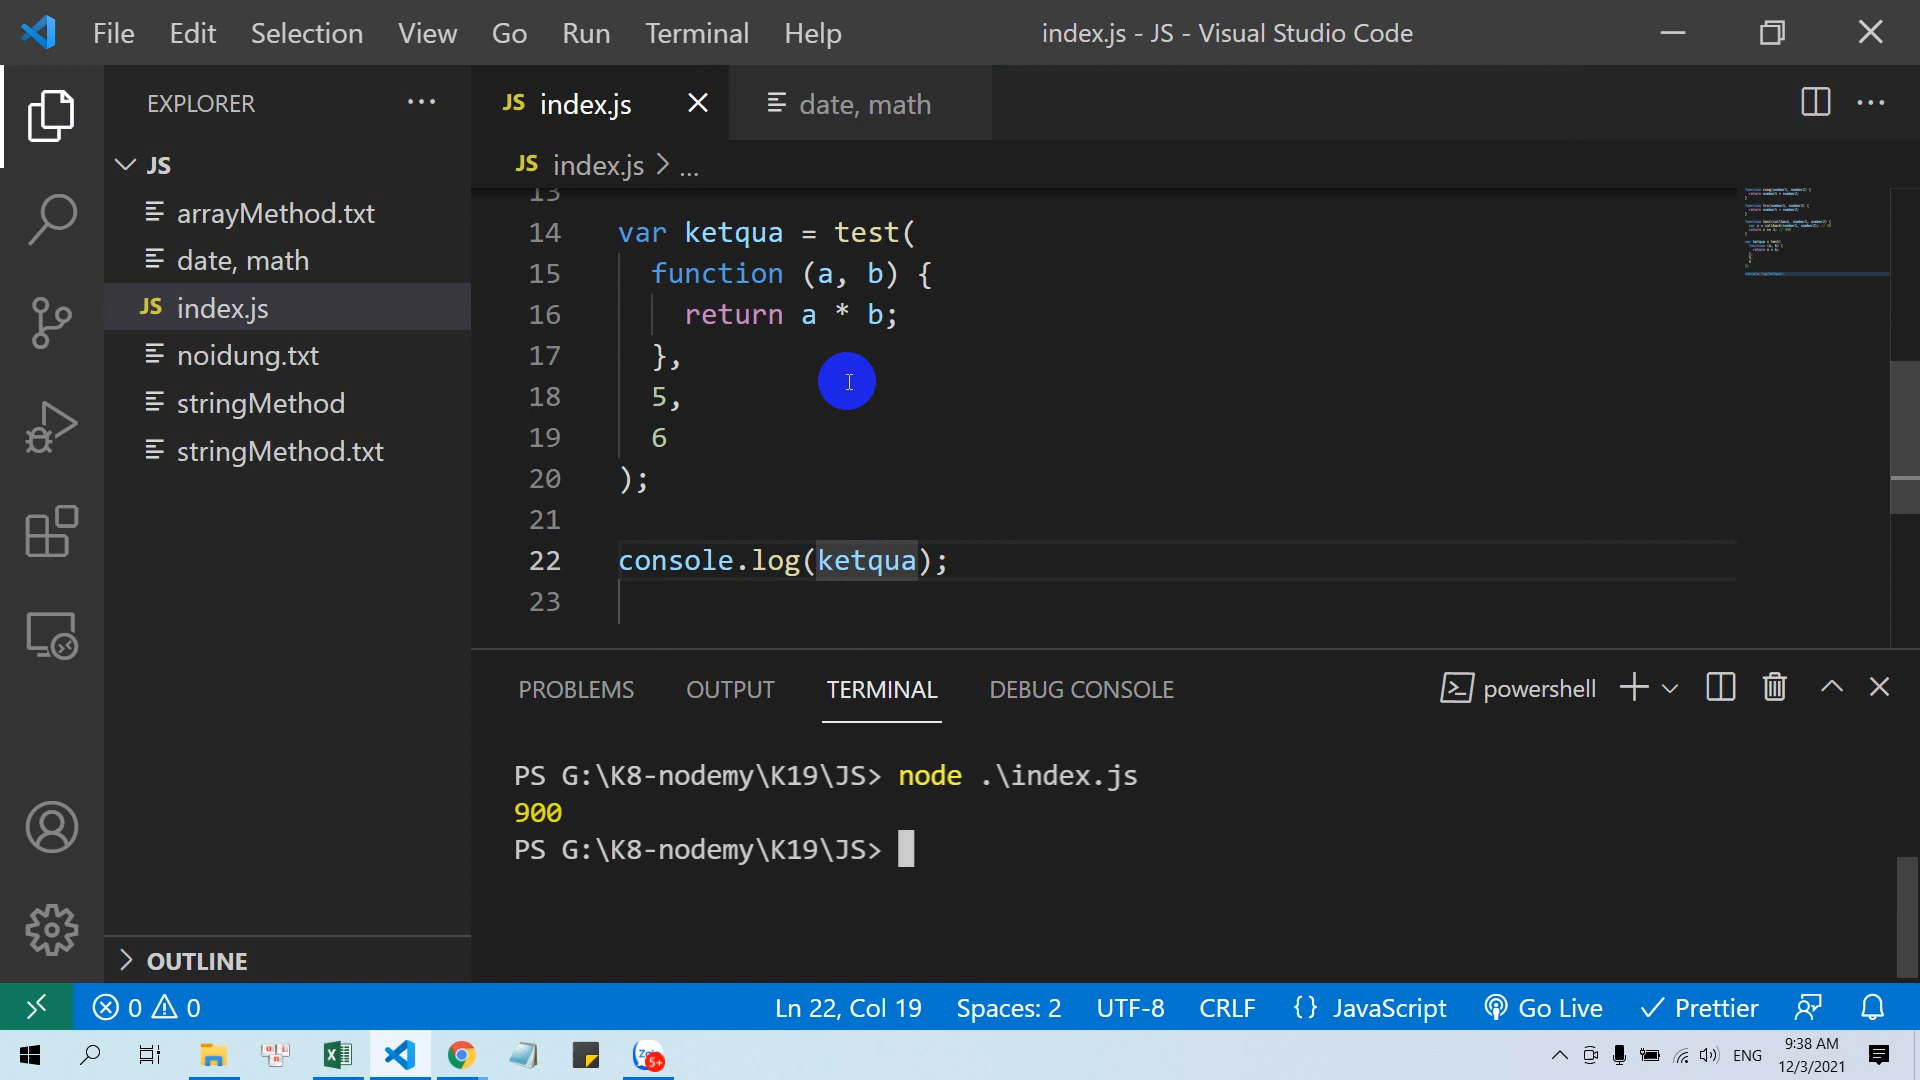 File Edit Selection View Go Run Terminal Help
index.js - JS - Visual Studio Code
EXPLORER
JS
arrayMethod.txt
date, math
JS index.js
noidung.txt
stringMethod
stringMethod.txt
OUTLINE
JS index.js
date, math
JS index.js > ...
13
14 var ketqua = test(
15 function (a, b) {
16 return a * b;
17 },
18 5,
19 6
20 );
21
22 console.log(ketqua);
23
PROBLEMS OUTPUT TERMINAL DEBUG CONSOLE
powershell
PS G:\K8-nodemy\K19\JS> node .\index.js
900
PS G:\K8-nodemy\K19\JS>
0 0
Ln 22, Col 19 Spaces: 2 UTF-8 CRLF {} JavaScript Go Live Prettier
5+
ENG
9:38 AM
12/3/2021